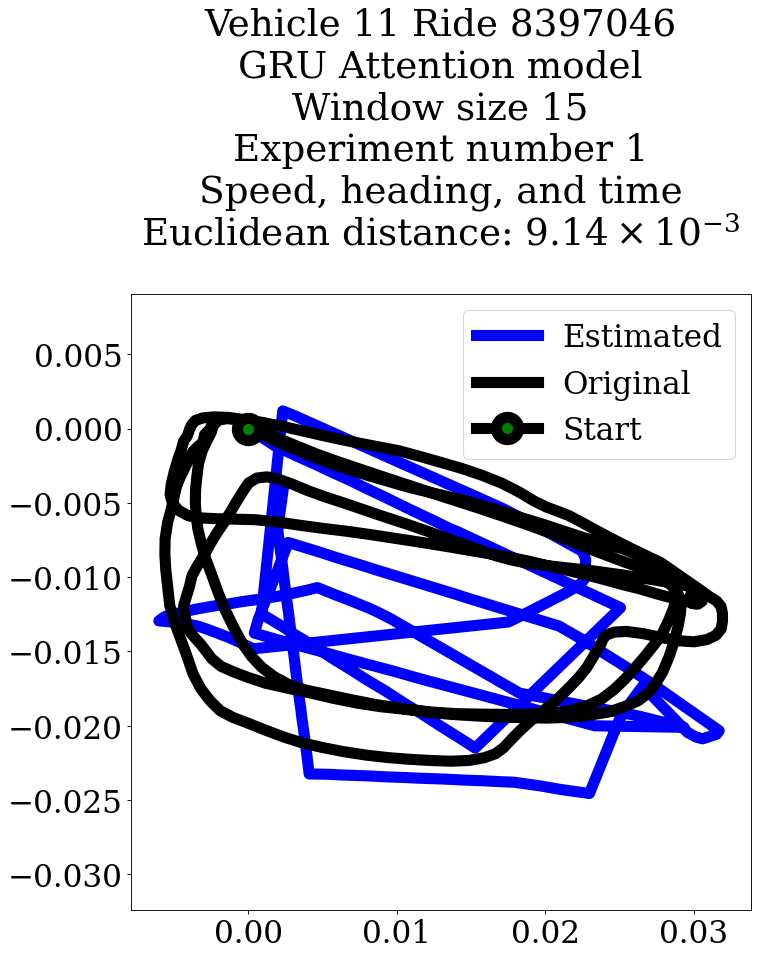 Vehicle 11 Ride 8397046
GRU Attention model
Window size 15
Experiment number 1
Speed, heading, and time
Euclidean distance: 9.14 × 10⁻³
Estimated
Original
Start
0.005
0.000
−0.005
−0.010
−0.015
−0.020
−0.025
−0.030
0.00 0.01 0.02 0.03